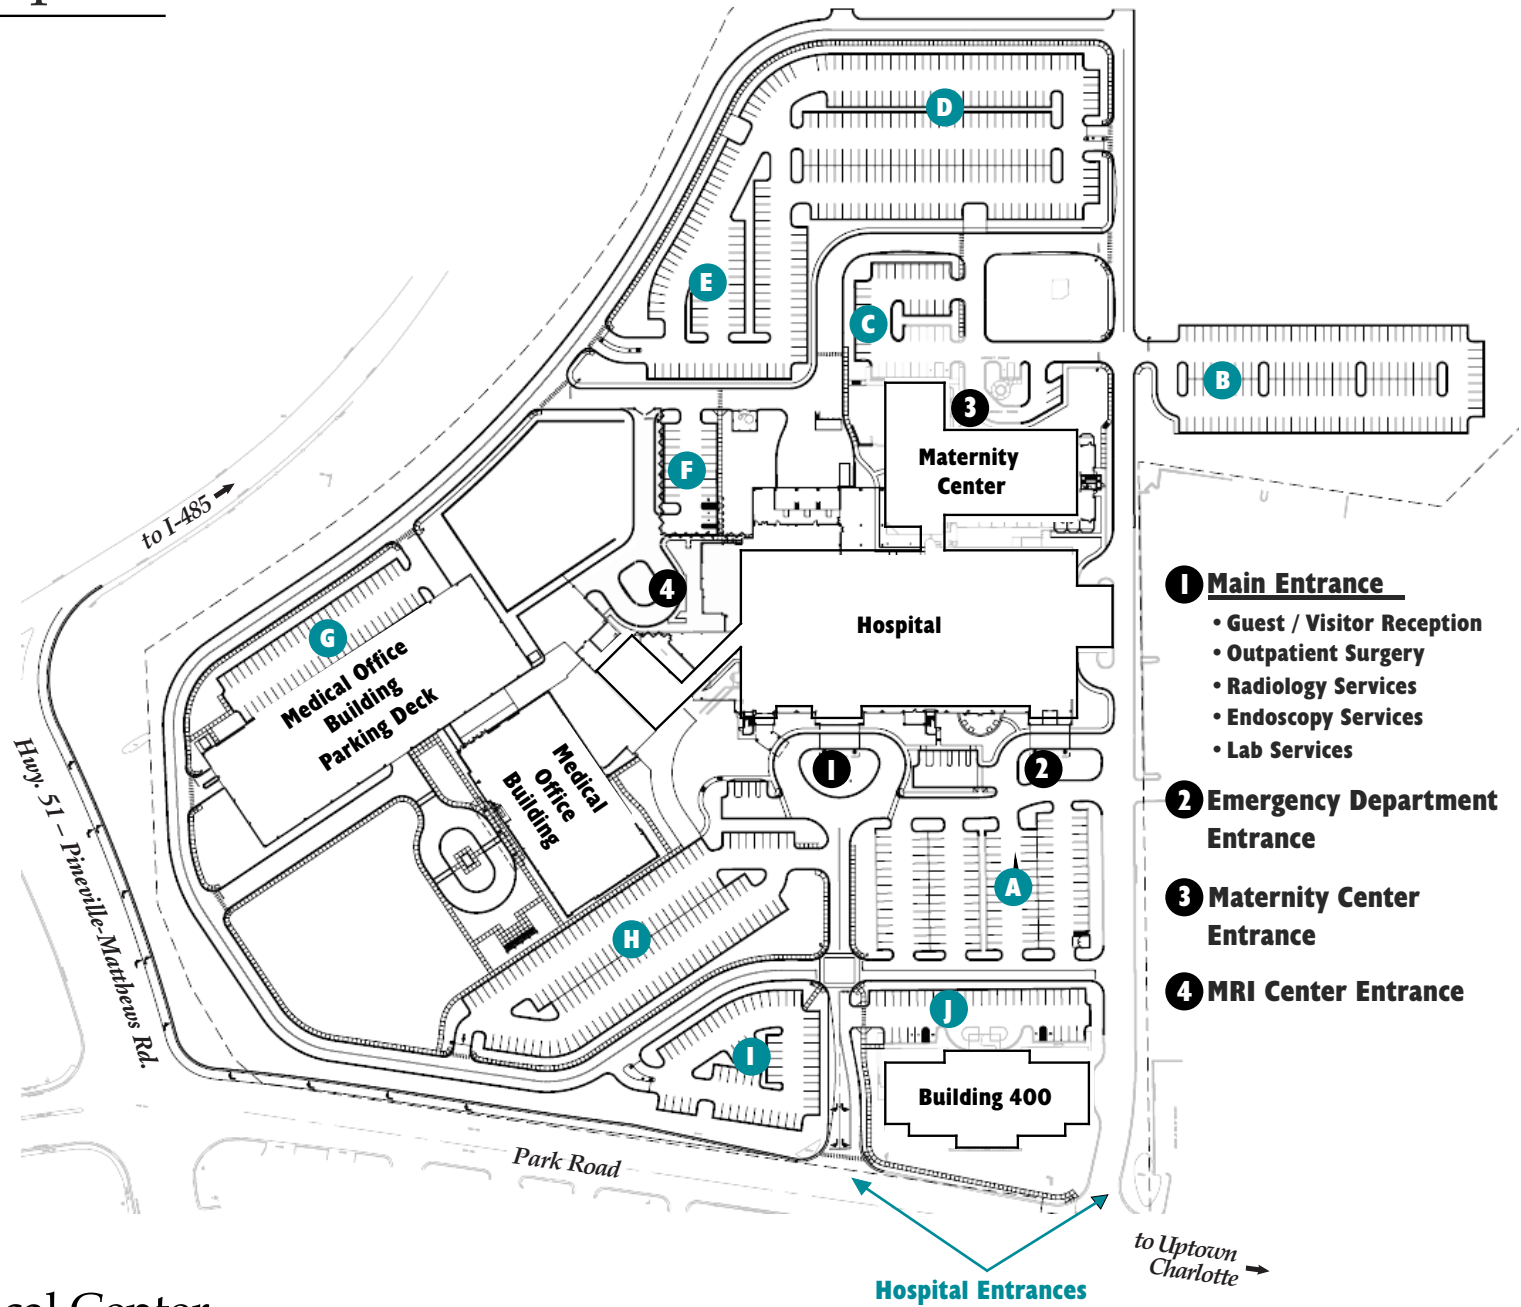 D
E
C
B
3
Maternity
Center
F
to I-485
4
Hospital
G
Medical Office
Building
Parking Deck
Medical
Office
Building
1
2
A
H
I
J
Building 400
Hwy. 51 – Pineville-Matthews Rd.
Park Road
1 Main Entrance
• Guest / Visitor Reception
• Outpatient Surgery
• Radiology Services
• Endoscopy Services
• Lab Services
2 Emergency Department
Entrance
3 Maternity Center
Entrance
4 MRI Center Entrance
to Uptown
Charlotte
Hospital Entrances
Center